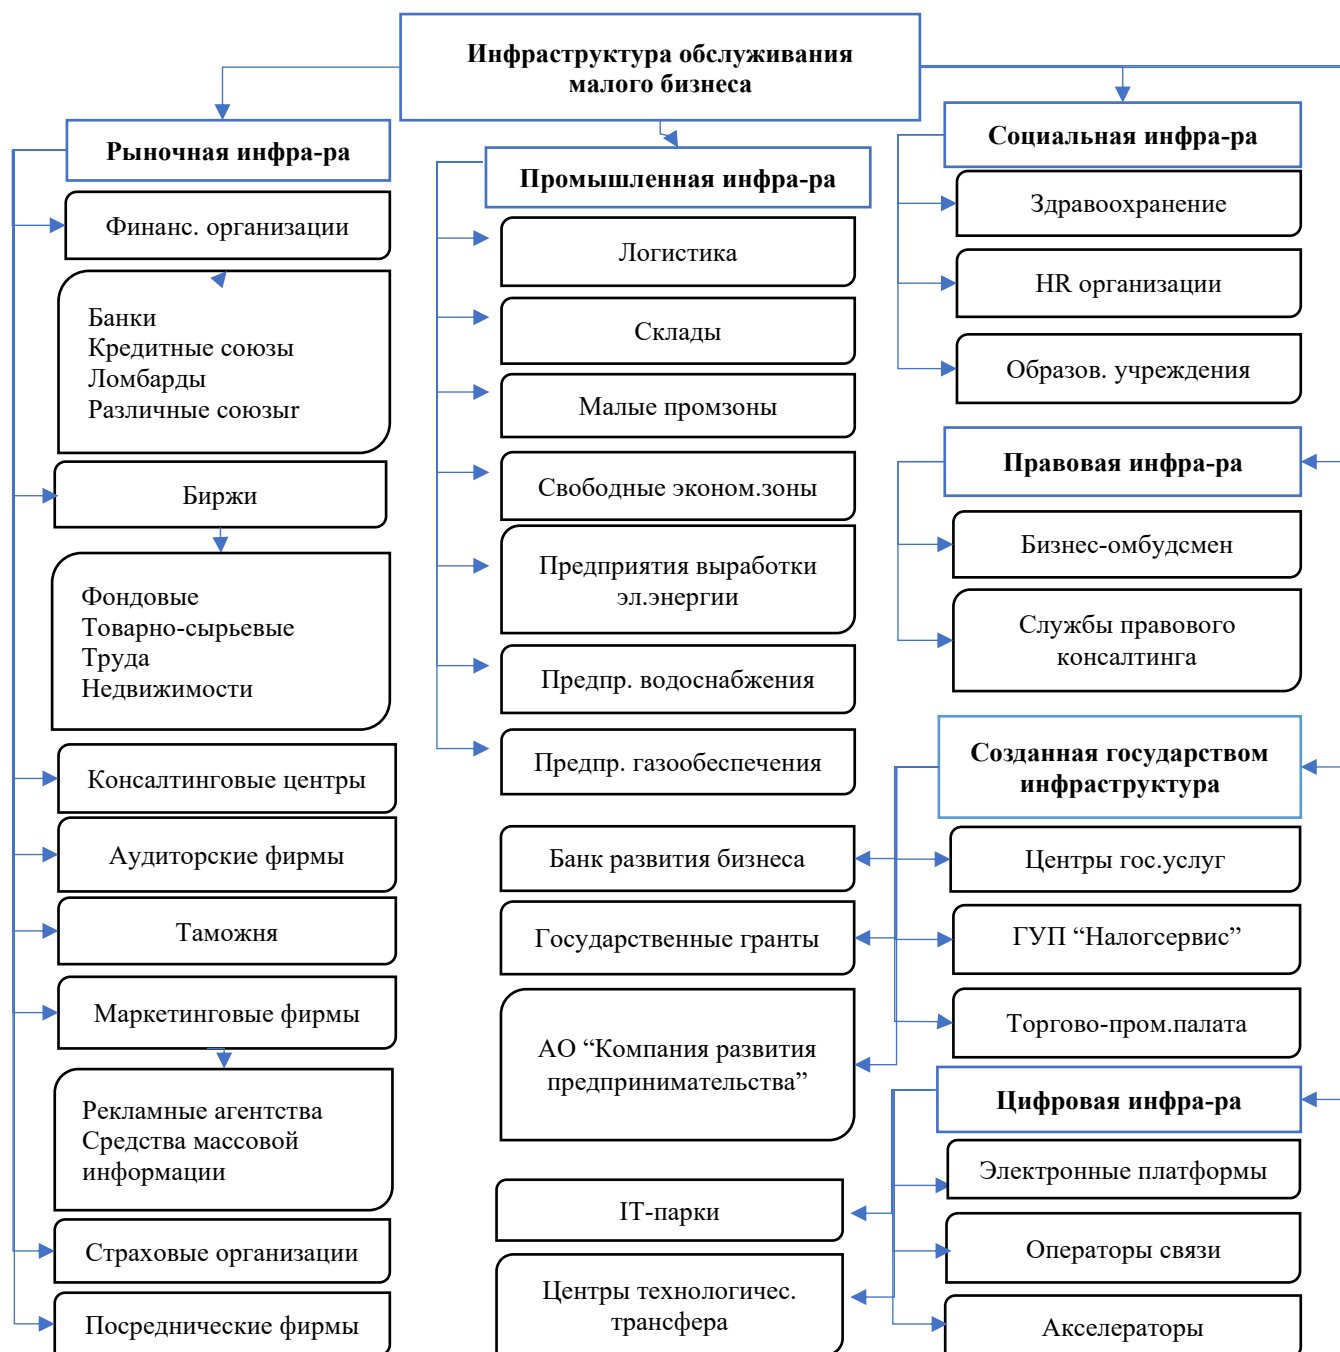 Инфраструктура обслуживания
малого бизнеса
Рыночная инфра-ра
Финанс. организации
Банки
Кредитные союзы
Ломбарды
Различные союзыr
Биржи
Фондовые
Товарно-сырьевые
Труда
Недвижимости
Консалтинговые центры
Аудиторские фирмы
Таможня
Маркетинговые фирмы
Рекламные агентства
Средства массовой
информации
Страховые организации
Посреднические фирмы
Промышленная инфра-ра
Логистика
Склады
Малые промзоны
Свободные эконом.зоны
Предприятия выработки
эл.энергии
Предпр. водоснабжения
Предпр. газообеспечения
Социальная инфра-ра
Здравоохранение
HR организации
Образов. учреждения
Правовая инфра-ра
Бизнес-омбудсмен
Службы правового
консалтинга
Созданная государством
инфраструктура
Банк развития бизнеса
Государственные гранты
АО “Компания развития
предпринимательства”
Центры гос.услуг
ГУП “Налогсервис”
Торгово-пром.палата
Цифровая инфра-ра
IT-парки
Центры технологичес.
трансфера
Электронные платформы
Операторы связи
Акселераторы